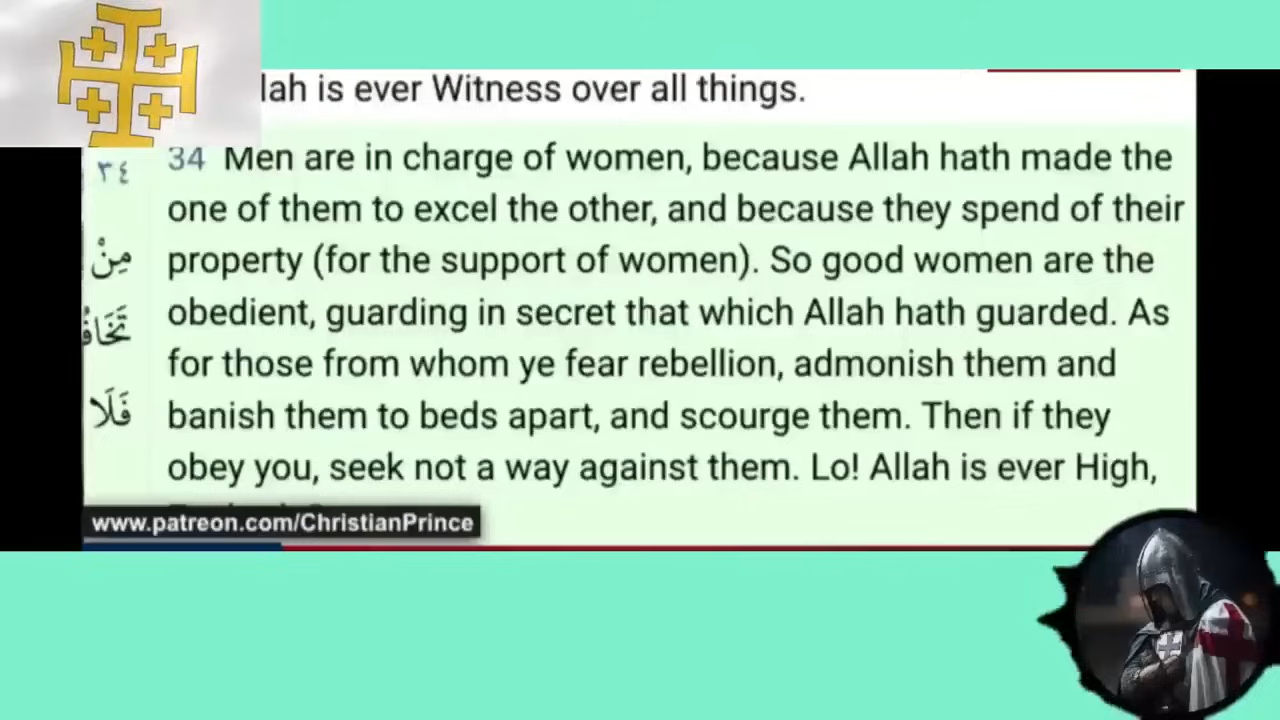 lah is ever Witness over all things.
34 Men are in charge of women, because Allah hath made the
٣٤
one of them to excel the other, and because they spend of their
مِنْ
property (for the support of women). So good women are the
obedient, guarding in secret that which Allah hath guarded. As
for those from whom ye fear rebellion, admonish them and
فَلَا
banish them to beds apart, and scourge them. Then if they
obey you, seek not a way against them. Lo! Allah is ever High,
www.patreon.com/ChristianPrince